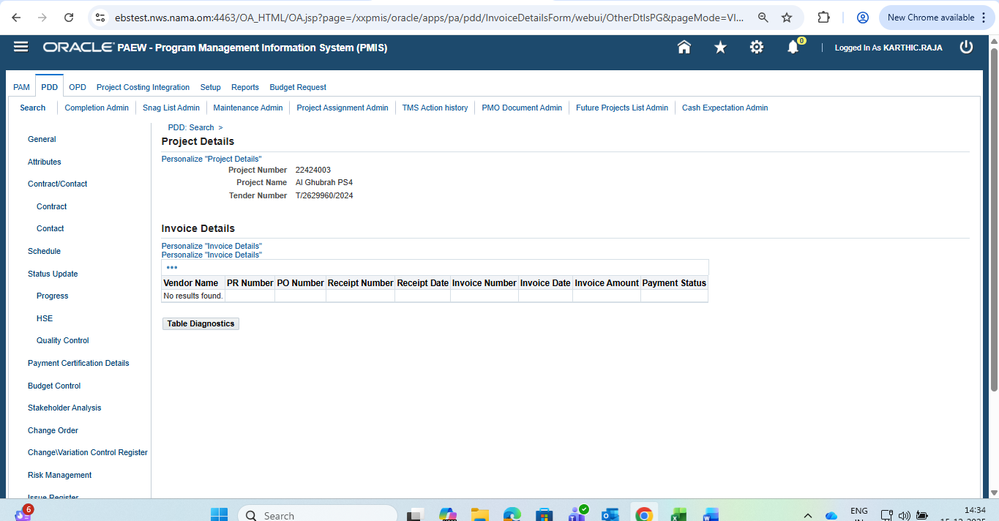 ebstest.nws.nama.om:4463/OA_HTML/OA.jsp?page=/xxpmis/oracle/apps/pa/pdd/InvoiceDetailsForm/webui/OtherDtlsPG&pageMode=VI...
New Chrome available
ORACLE PAEW - Program Management Information System (PMIS)
0
Logged In As KARTHIC.RAJA
PAM PDD OPD Project Costing Integration Setup Reports Budget Request
Search Completion Admin Snag List Admin Maintenance Admin Project Assignment Admin TMS Action history PMO Document Admin Future Projects List Admin Cash Expectation Admin
General
Attributes
Contract/Contact
Contract
Contact
Schedule
Status Update
Progress
HSE
Quality Control
Payment Certification Details
Budget Control
Stakeholder Analysis
Change Order
Change\Variation Control Register
Risk Management
Issue Register
PDD: Search >
Project Details
Personalize "Project Details"
Project Number 22424003
Project Name Al Ghubrah PS4
Tender Number T/2629960/2024
Invoice Details
Personalize "Invoice Details"
Personalize "Invoice Details"
Vendor Name PR Number PO Number Receipt Number Receipt Date Invoice Number Invoice Date Invoice Amount Payment Status
No results found.
Table Diagnostics
6
Search
ENG
IN
14:34
15-12-2025